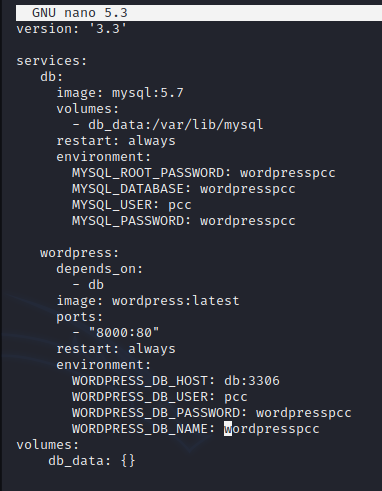 GNU nano 5.3
version: '3.3'
services:
db:
image: mysql:5.7
volumes:
- db_data:/var/lib/mysql
restart: always
environment:
MYSQL_ROOT_PASSWORD: wordpresspcc
MYSQL_DATABASE: wordpresspcc
MYSQL_USER: pcc
MYSQL_PASSWORD: wordpresspcc
wordpress:
depends_on:
- db
image: wordpress:latest
ports:
- "8000:80"
restart: always
environment:
WORDPRESS_DB_HOST: db:3306
WORDPRESS_DB_USER: pcc
WORDPRESS_DB_PASSWORD: wordpresspcc
WORDPRESS_DB_NAME: wordpresspcc
volumes:
db_data: {}